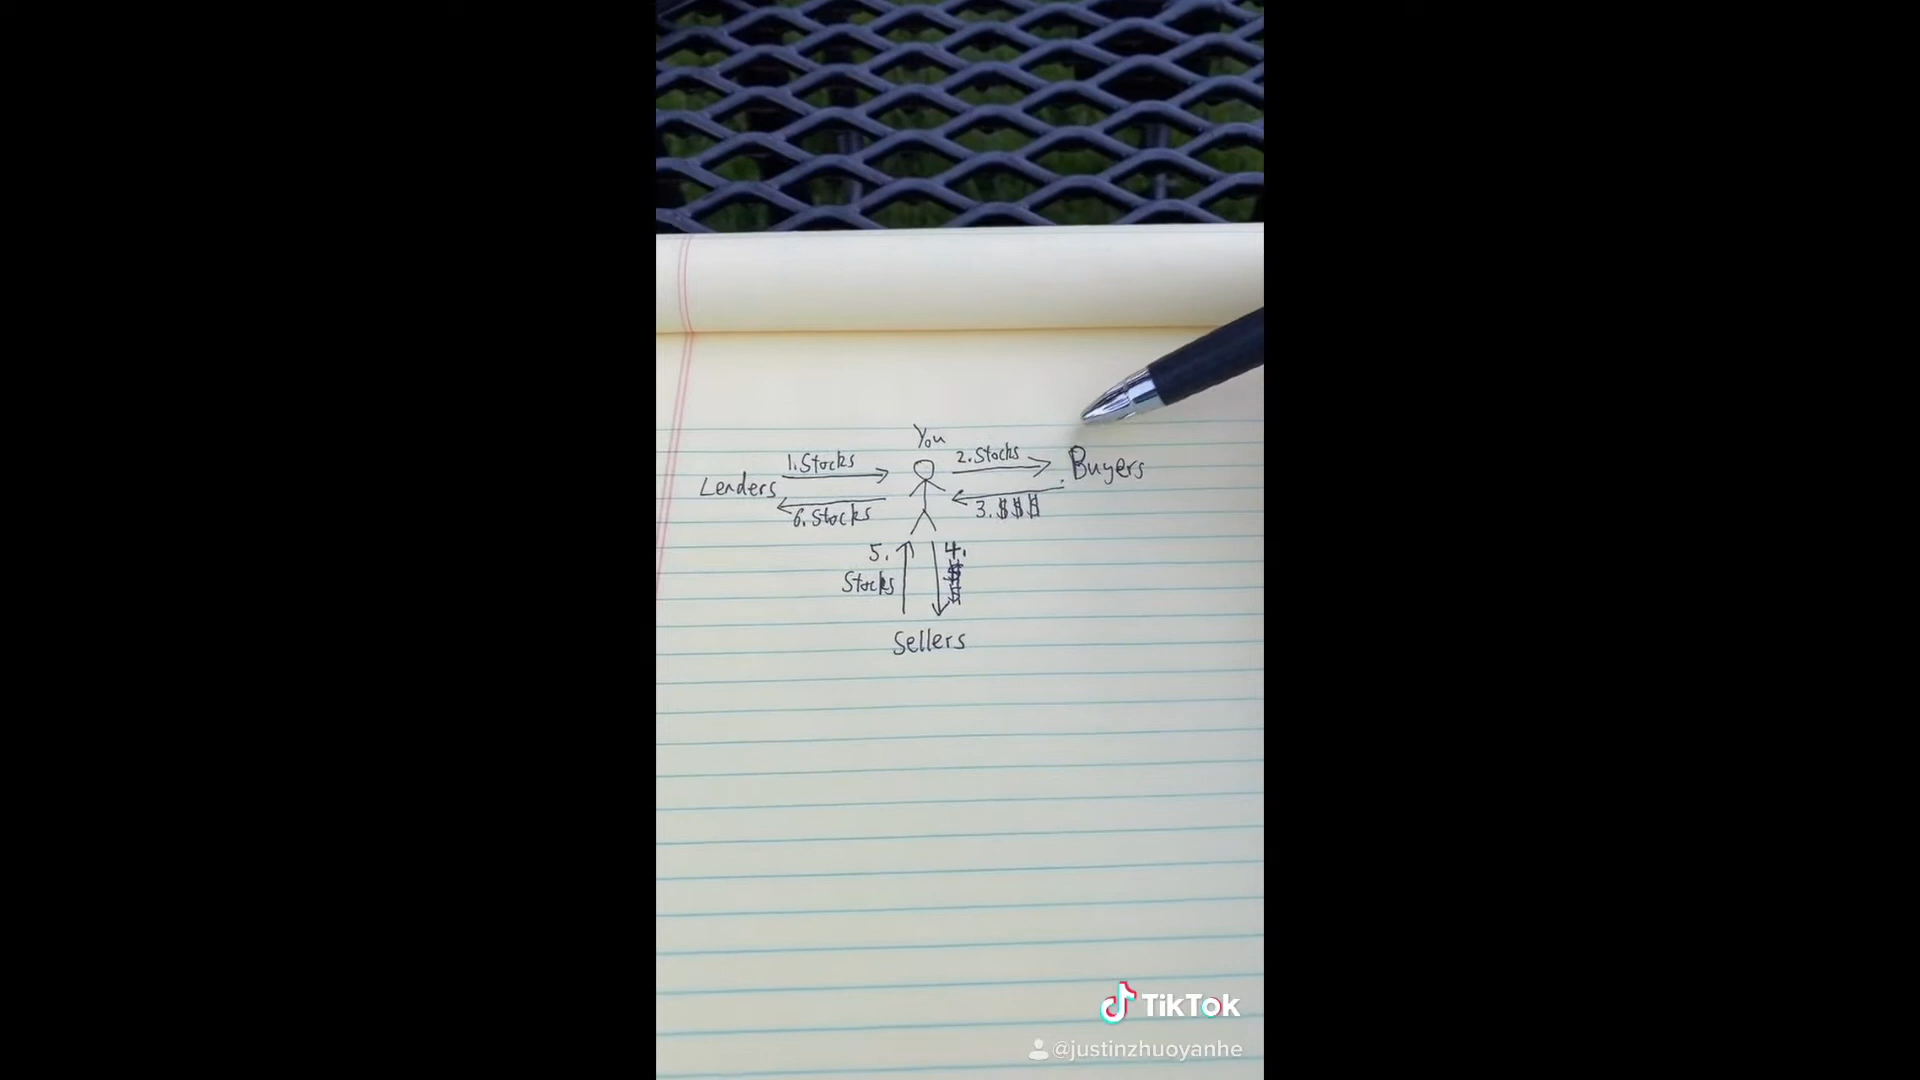 You
1.Stocks
2.Stocks
Lenders
Buyers
6.Stocks
3.$$$
5.
4.
Stocks
$$$
Sellers
TikTok
@justinzhuoyanhe